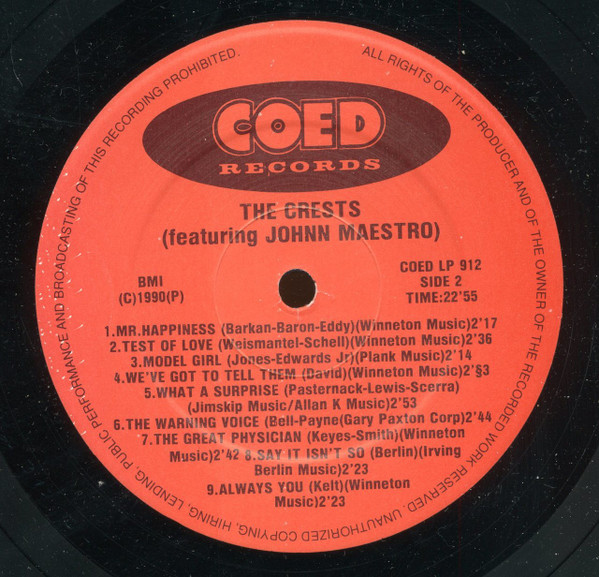 UNAUTHORIZED COPYING, HIRING, LENDING, PUBLIC PERFORMANCE AND BROADCASTING OF THIS RECORDING PROHIBITED.
ALL RIGHTS OF THE PRODUCER AND OF THE OWNER OF THE RECORDED WORK RESERVED.
COED
RECORDS
THE CRESTS
(featuring JOHNN MAESTRO)
BMI
(C)1990(P)
COED LP 912
SIDE 2
TIME:22'55
1.MR.HAPPINESS (Barkan-Baron-Eddy)(Winneton Music)2'17
2.TEST OF LOVE (Weismantel-Schell)(Winneton Music)2'36
3.MODEL GIRL (Jones-Edwards Jr)(Plank Music)2'14
4.WE'VE GOT TO TELL THEM (David)(Winneton Music)2'§3
5.WHAT A SURPRISE (Pasternack-Lewis-Scerra)
(Jimskip Music/Allan K Music)2'53
6.THE WARNING VOICE (Bell-Payne(Gary Paxton Corp)2'44
7.THE GREAT PHYSICIAN (Keyes-Smith)(Winneton
Music)2'42 8.SAY IT ISN'T SO (Berlin)(Irving
Berlin Music)2'23
9.ALWAYS YOU (Kelt)(Winneton
Music)2'23